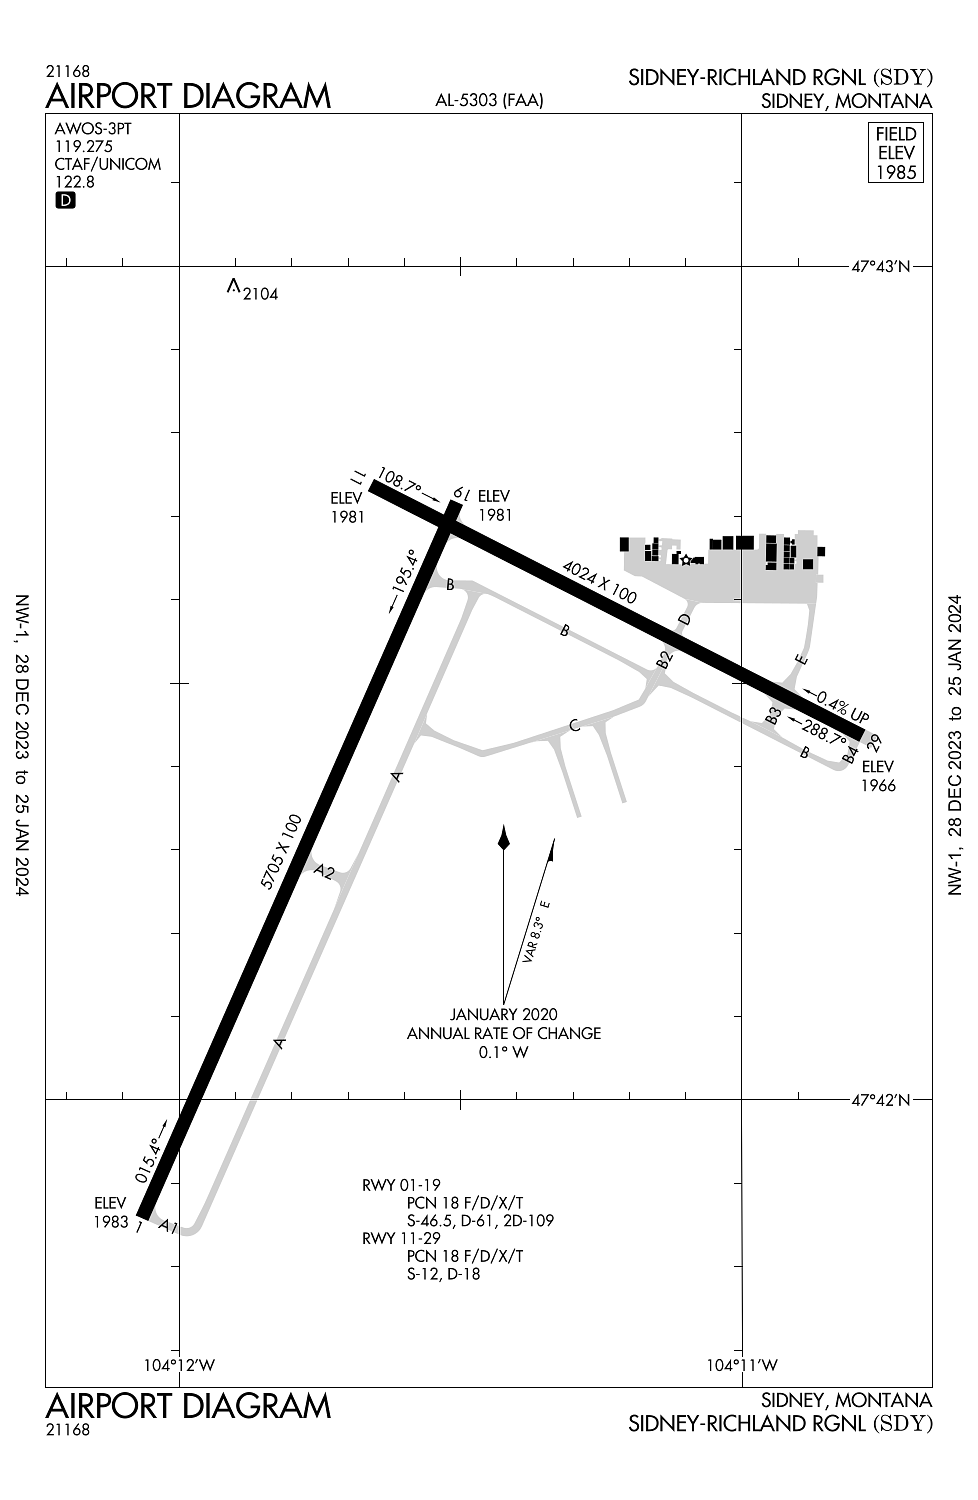 21168
AIRPORT DIAGRAM
AL-5303 (FAA)
SIDNEY-RICHLAND RGNL (SDY)
SIDNEY, MONTANA
AWOS-3PT
119.275
CTAF/UNICOM
122.8
D
FIELD
ELEV
1985
47°43'N
2104
11
108.7°
19
ELEV
1981
ELEV
1981
195.4°
4024 X 100
B
B
D
B2
E
0.4% UP
B3
288.7°
29
C
B
B4
ELEV
1966
A
5705 X 100
A2
VAR 8.3° E
JANUARY 2020
ANNUAL RATE OF CHANGE
0.1° W
A
47°42'N
015.4°
ELEV
1983
1
A1
RWY 01-19
PCN 18 F/D/X/T
S-46.5, D-61, 2D-109
RWY 11-29
PCN 18 F/D/X/T
S-12, D-18
104°12'W
104°11'W
NW-1, 28 DEC 2023 to 25 JAN 2024
NW-1, 28 DEC 2023 to 25 JAN 2024
AIRPORT DIAGRAM
21168
SIDNEY, MONTANA
SIDNEY-RICHLAND RGNL (SDY)